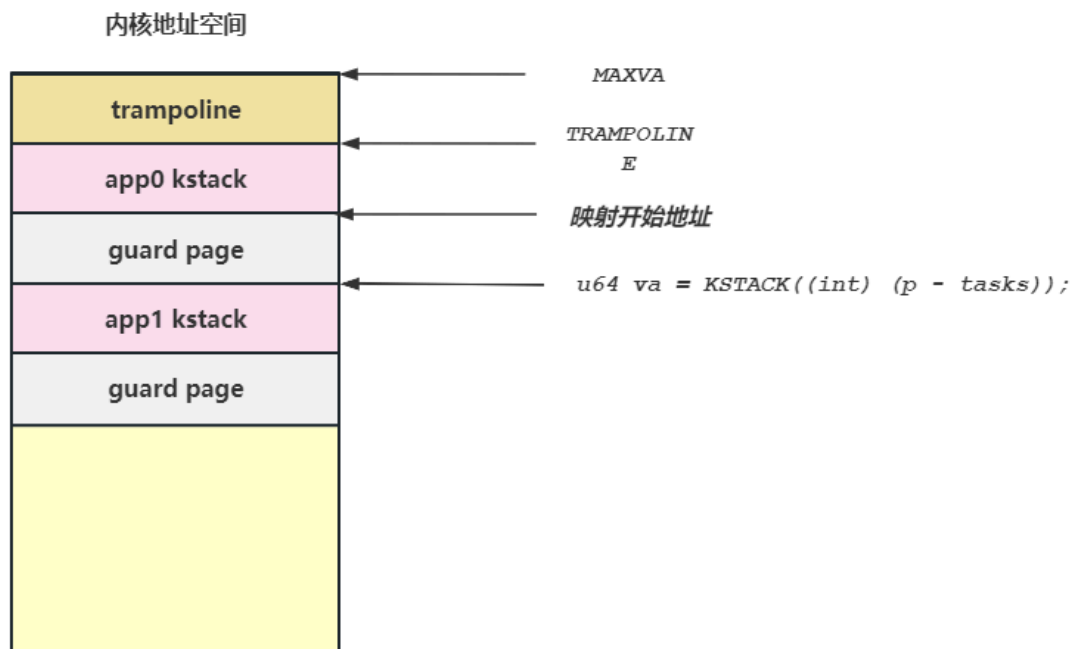 内核地址空间
MAXVA
trampoline
TRAMPOLIN
E
app0 kstack
映射开始地址
guard page
u64 va = KSTACK((int) (p - tasks));
app1 kstack
guard page